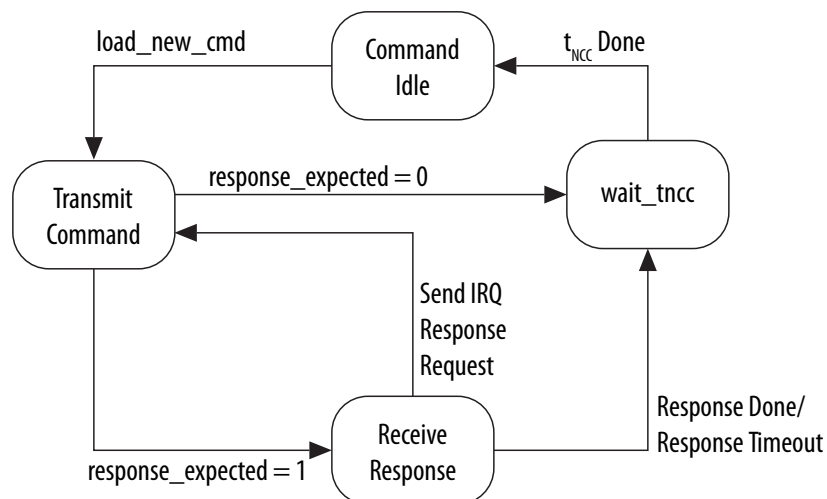 load_new_cmd
Command
Idle
tNCC Done
Transmit
Command
response_expected = 0
wait_tncc
Send IRQ
Response
Request
Response Done/
Response Timeout
response_expected = 1
Receive
Response